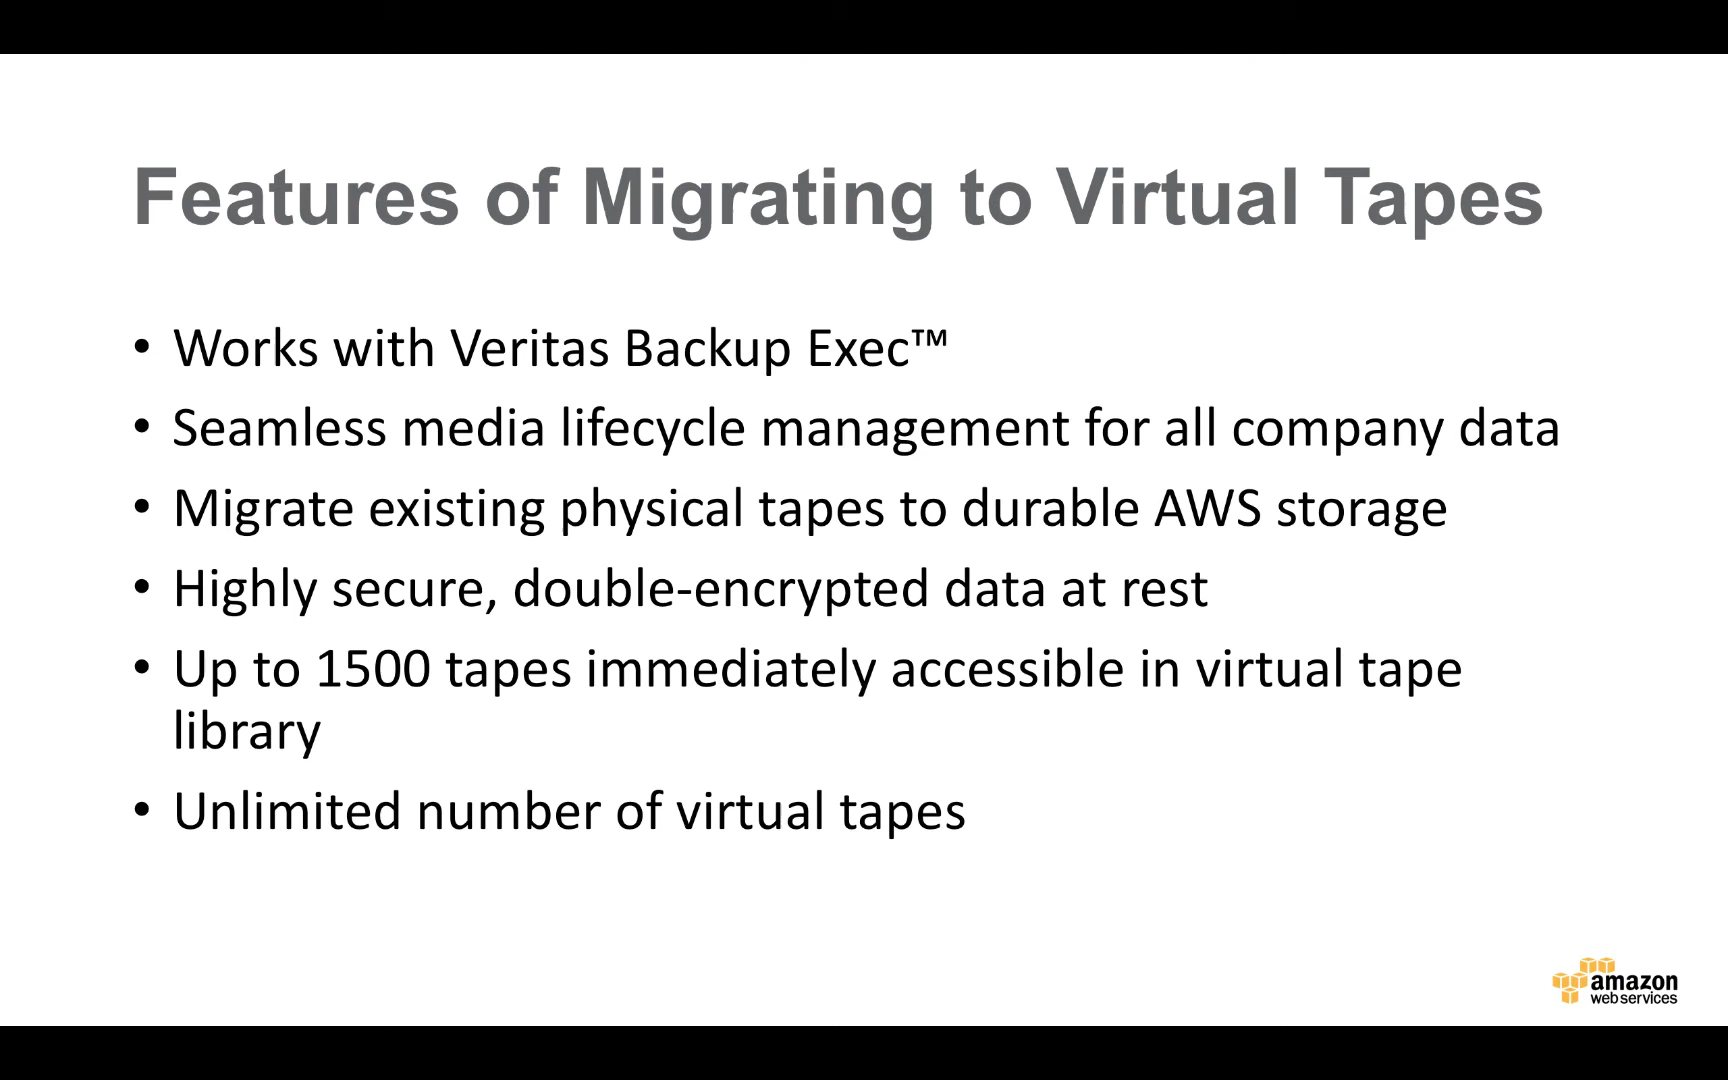 Features of Migrating to Virtual Tapes
• Works with Veritas Backup Exec™
• Seamless media lifecycle management for all company data
• Migrate existing physical tapes to durable AWS storage
• Highly secure, double-encrypted data at rest
• Up to 1500 tapes immediately accessible in virtual tape
library
• Unlimited number of virtual tapes
amazon
webservices